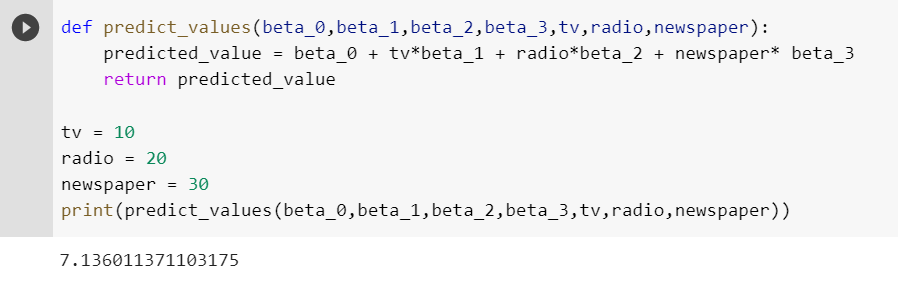 def predict_values(beta_0,beta_1,beta_2,beta_3,tv,radio,newspaper):
    predicted_value = beta_0 + tv*beta_1 + radio*beta_2 + newspaper* beta_3
    return predicted_value

tv = 10
radio = 20
newspaper = 30
print(predict_values(beta_0,beta_1,beta_2,beta_3,tv,radio,newspaper))
7.136011371103175